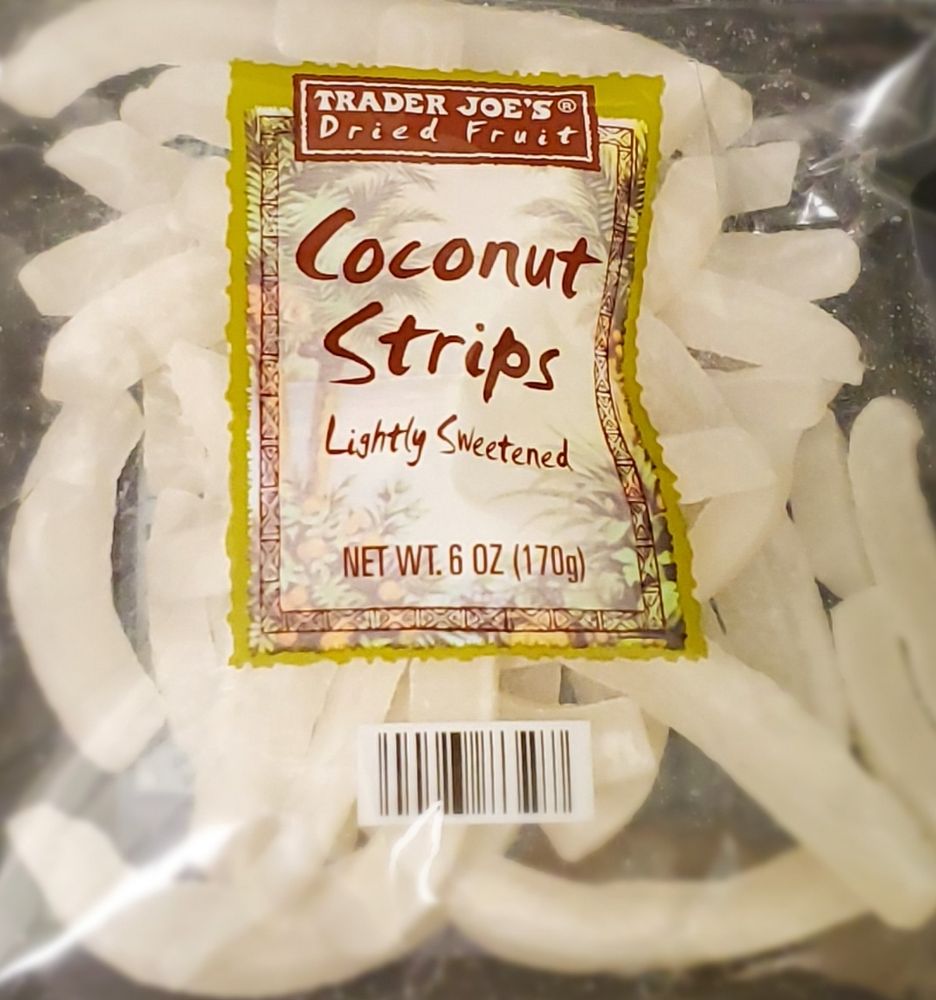 TRADER JOE'S®
Dried Fruit
Coconut
Strips
Lightly Sweetened
NET WT. 6 OZ (170g)